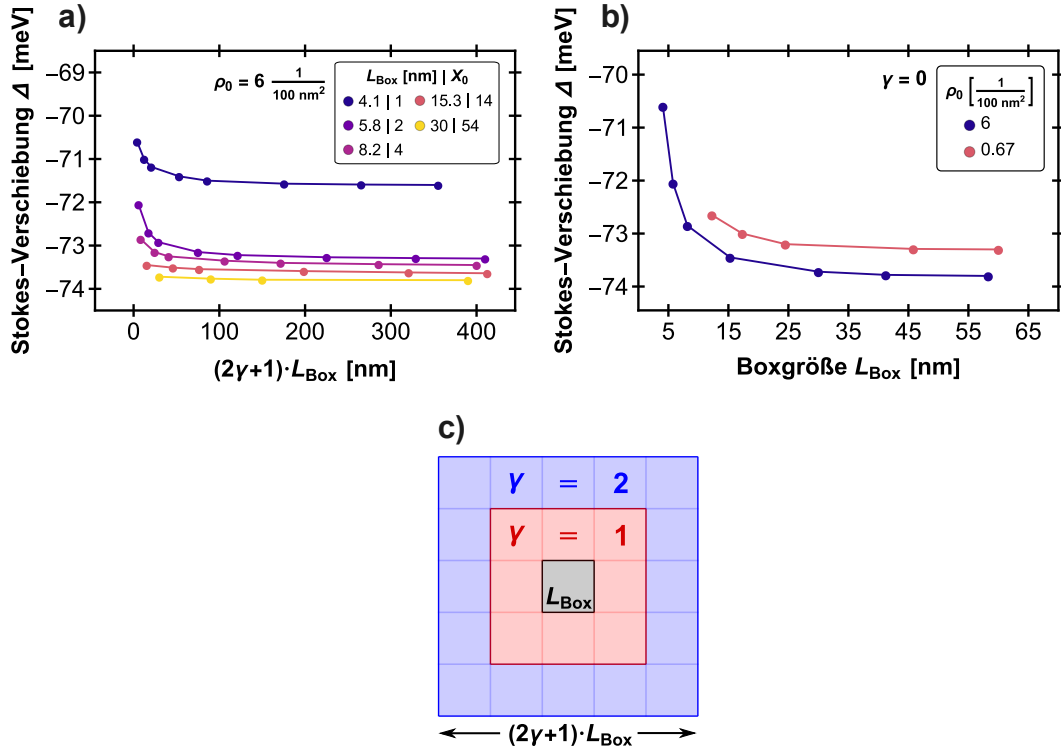 a)
Stokes–Verschiebung Δ [meV]
−69
−70
−71
−72
−73
−74
ρ0 = 6 1/100 nm²
LBox [nm] | X0
4.1 | 1
15.3 | 14
5.8 | 2
30 | 54
8.2 | 4
0
100
200
300
400
(2γ+1)·LBox [nm]
b)
Stokes–Verschiebung Δ [meV]
−70
−71
−72
−73
−74
γ = 0
ρ0 [1/100 nm²]
6
0.67
5
15
25
35
45
55
65
Boxgröße LBox [nm]
c)
γ = 2
γ = 1
LBox
(2γ+1)·LBox